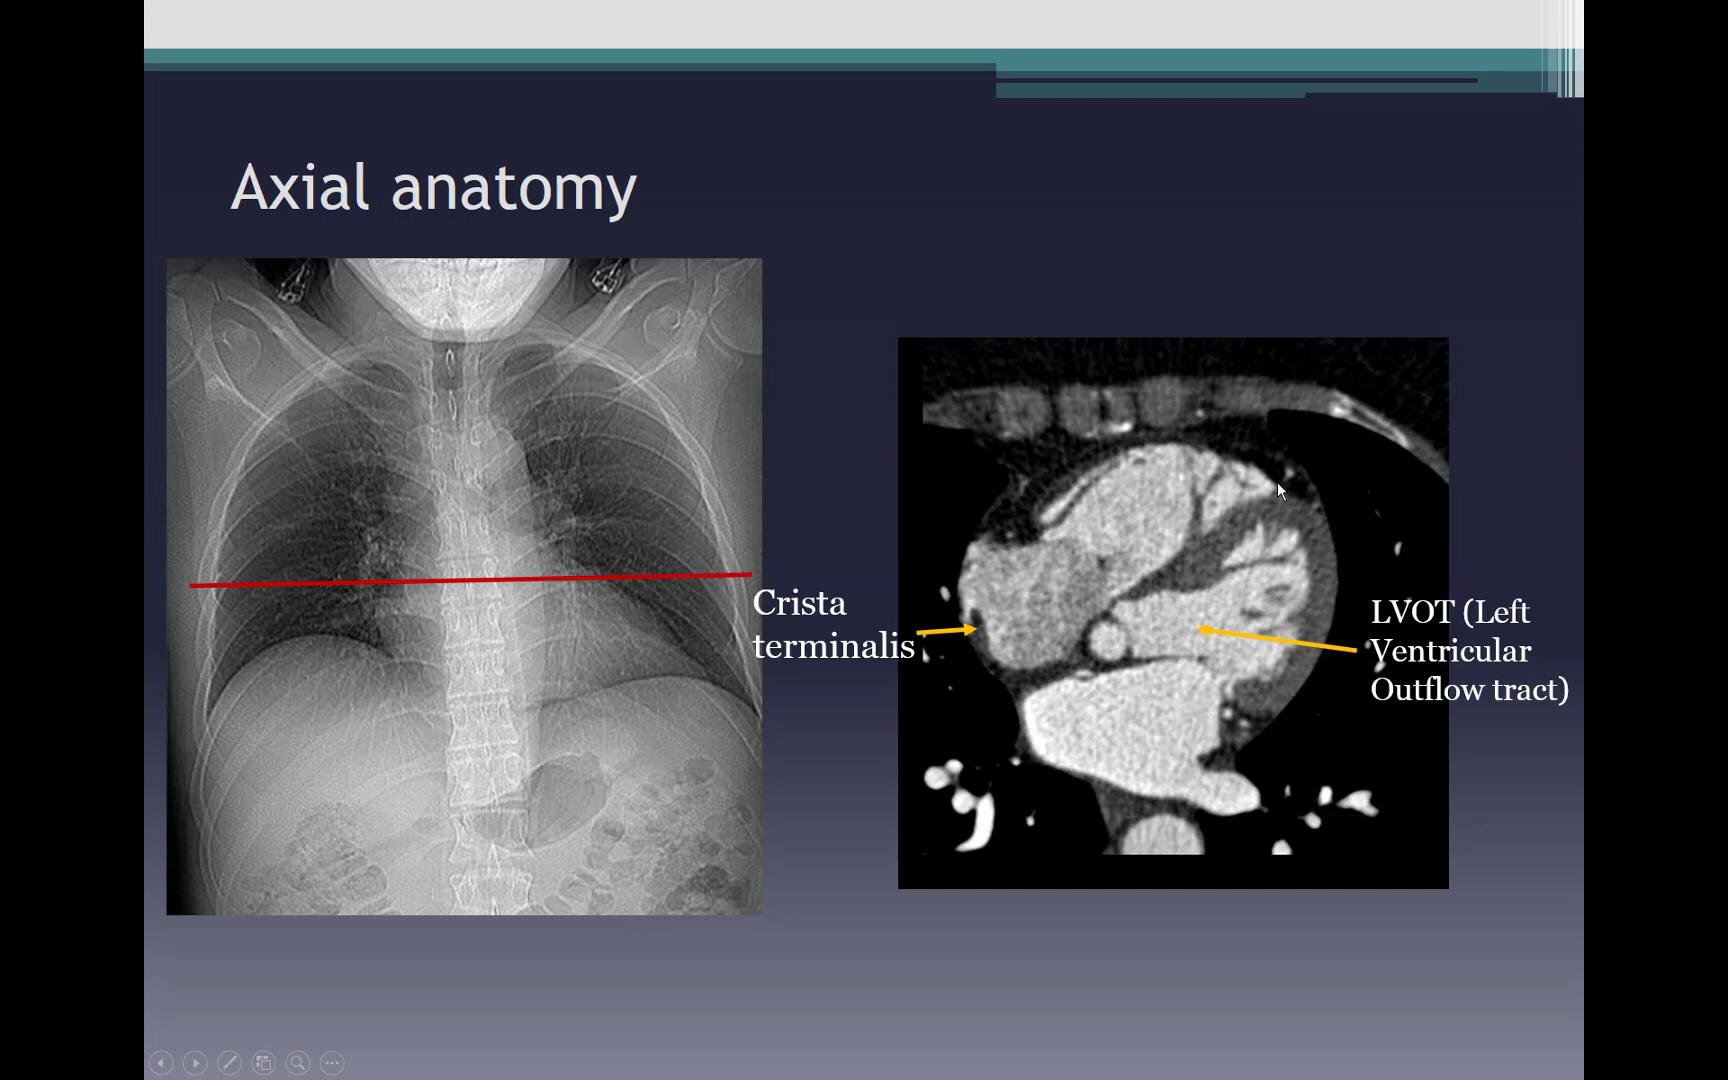 Axial anatomy
Crista
terminalis
LVOT (Left
Ventricular
Outflow tract)